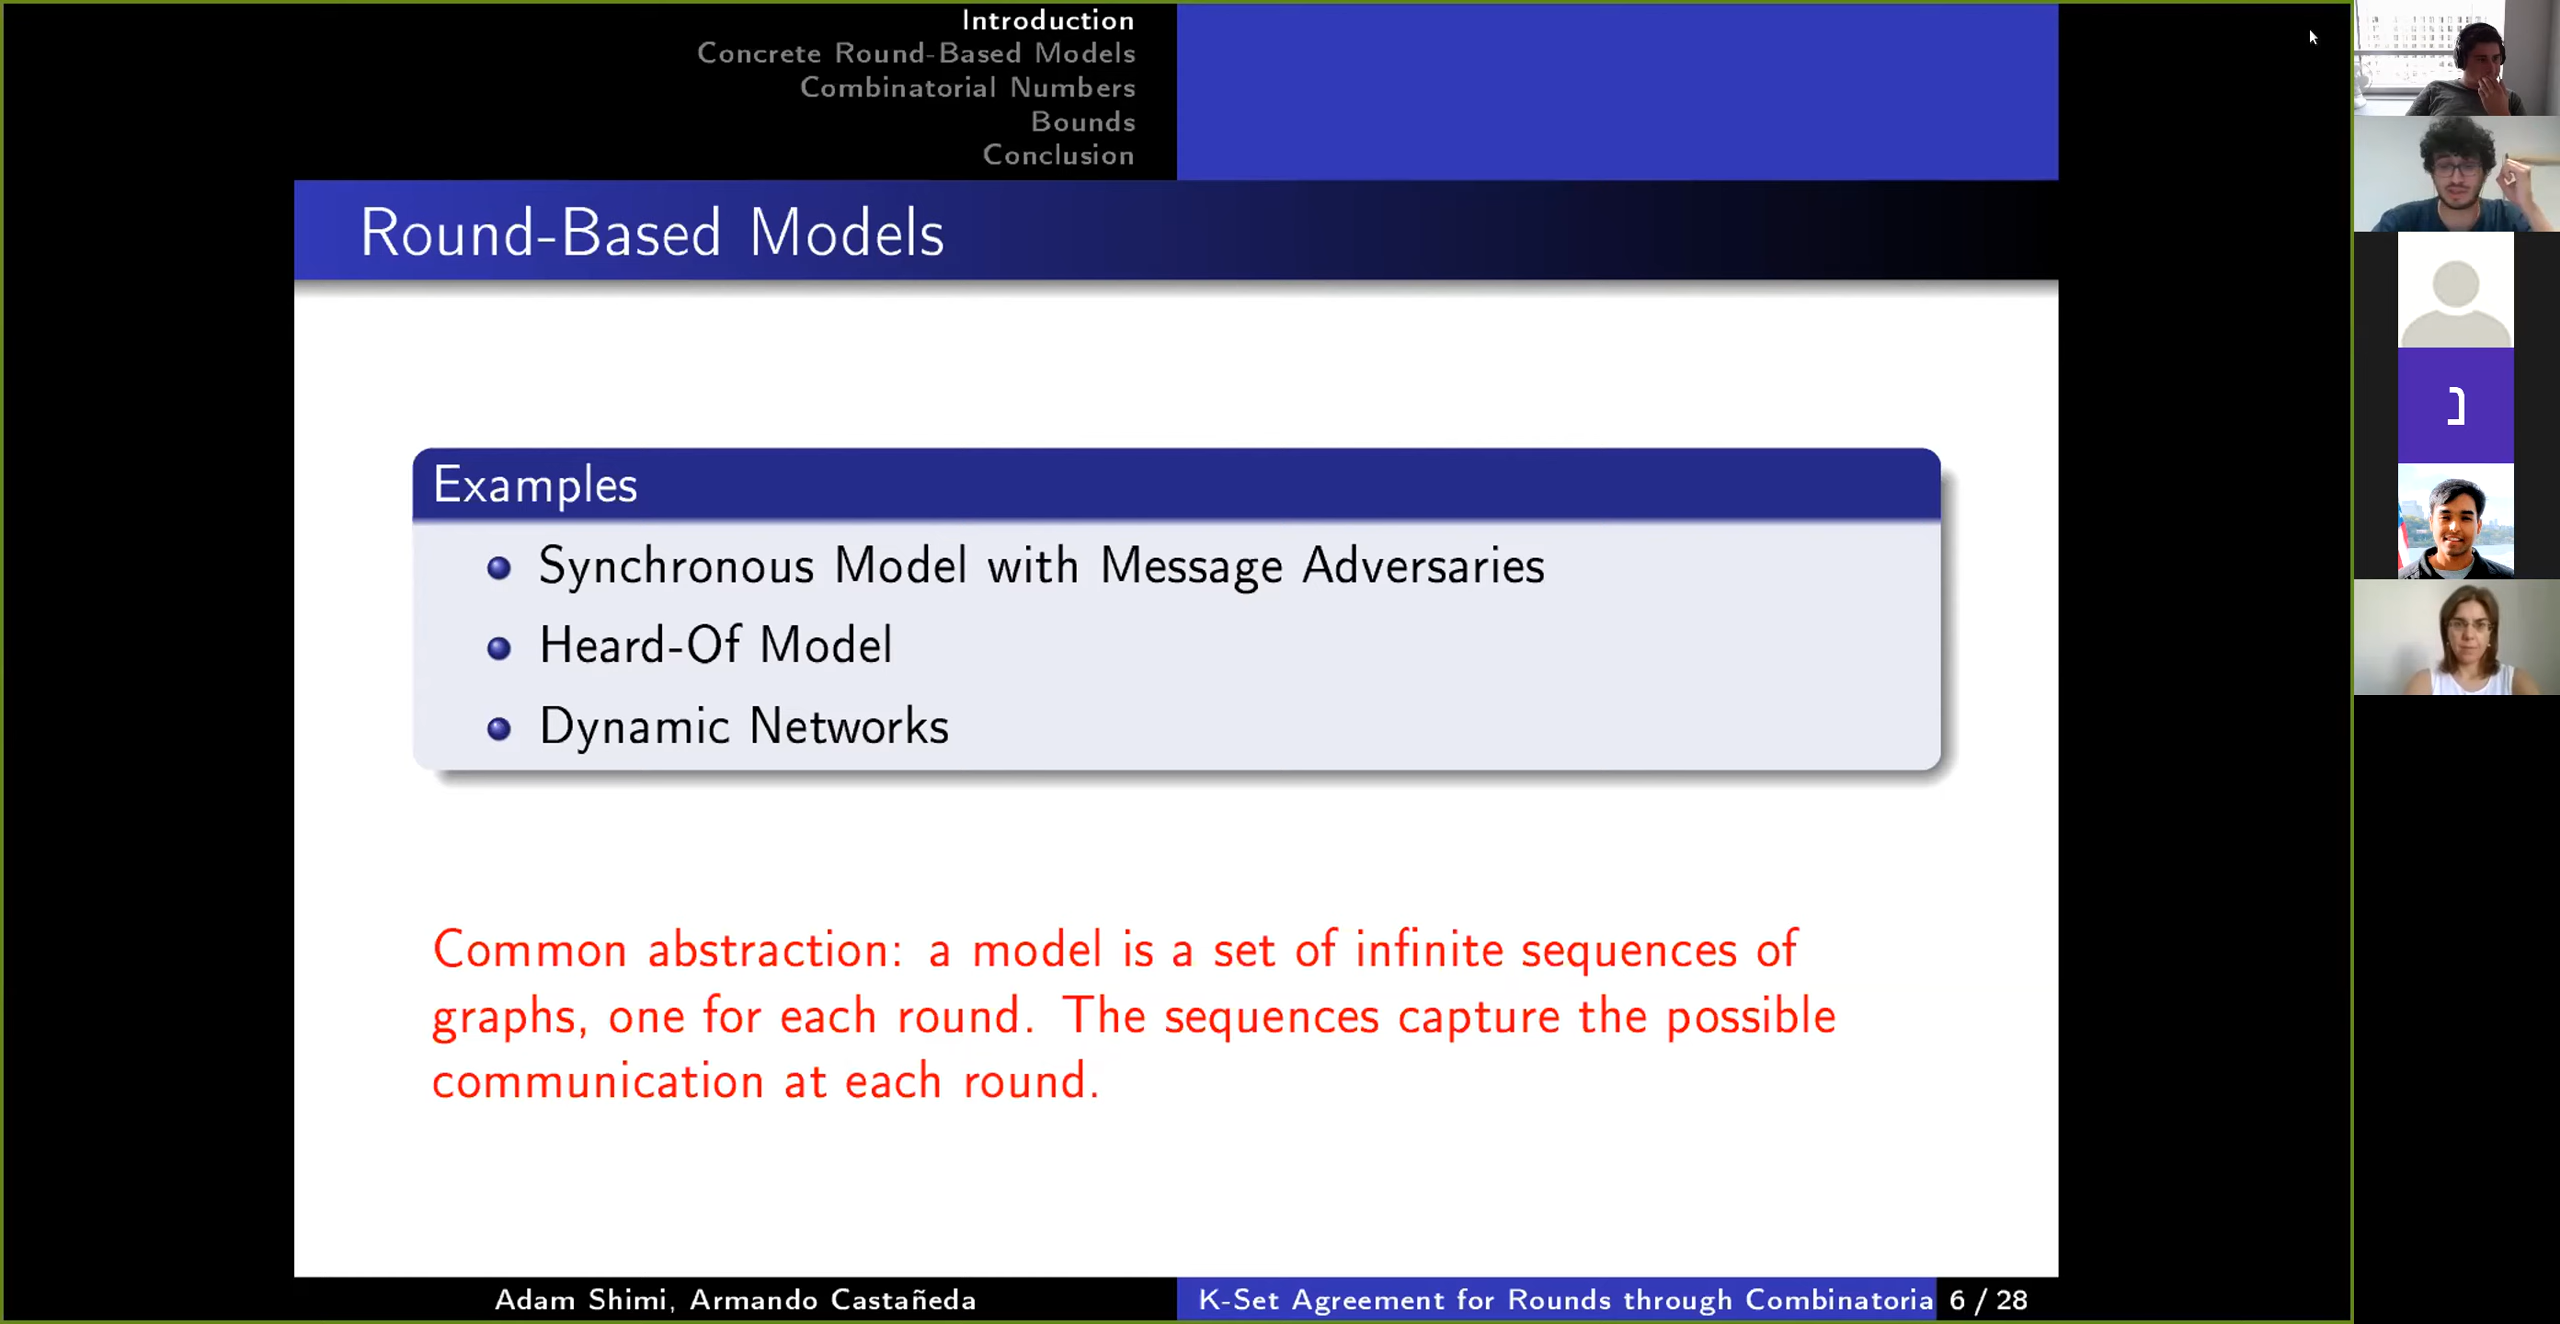 Introduction
Concrete Round-Based Models
Combinatorial Numbers
Bounds
Conclusion
Round-Based Models
Examples
Synchronous Model with Message Adversaries
Heard-Of Model
Dynamic Networks
Common abstraction: a model is a set of infinite sequences of
graphs, one for each round. The sequences capture the possible
communication at each round.
Adam Shimi, Armando Castañeda
K-Set Agreement for Rounds through Combinatoria
6 / 28
נ